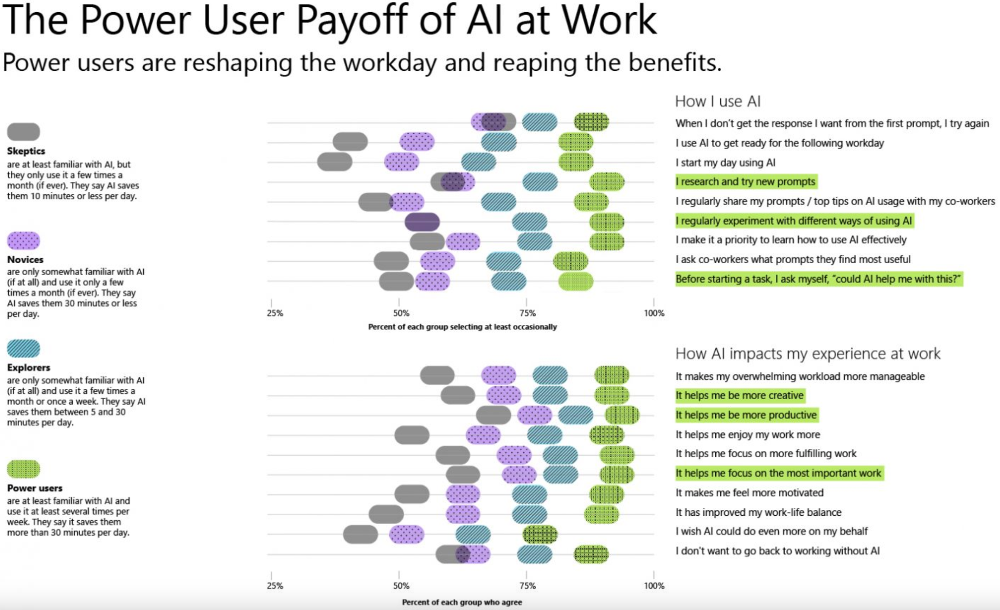 The Power User Payoff of AI at Work
Power users are reshaping the workday and reaping the benefits.
Skeptics
are at least familiar with AI, but
they only use it a few times a
month (if ever). They say AI saves
them 10 minutes or less per day.
Novices
are only somewhat familiar with AI
(if at all) and use it only a few
times a month (if ever). They say
AI saves them 30 minutes or less
per day.
Explorers
are only somewhat familiar with AI
(if at all) and use it a few times a
month or once a week. They say AI
saves them between 5 and 30
minutes per day.
Power users
are at least familiar with AI and
use it at least several times per
week. They say it saves them
more than 30 minutes per day.
How I use AI
When I don't get the response I want from the first prompt, I try again
I use AI to get ready for the following workday
I start my day using AI
I research and try new prompts
I regularly share my prompts / top tips on AI usage with my co-workers
I regularly experiment with different ways of using AI
I make it a priority to learn how to use AI effectively
I ask co-workers what prompts they find most useful
Before starting a task, I ask myself, "could AI help me with this?"
25% 50% 75% 100%
Percent of each group selecting at least occasionally
How AI impacts my experience at work
It makes my overwhelming workload more manageable
It helps me be more creative
It helps me be more productive
It helps me enjoy my work more
It helps me focus on more fulfilling work
It helps me focus on the most important work
It makes me feel more motivated
It has improved my work-life balance
I wish AI could do even more on my behalf
I don't want to go back to working without AI
25% 50% 75% 100%
Percent of each group who agree